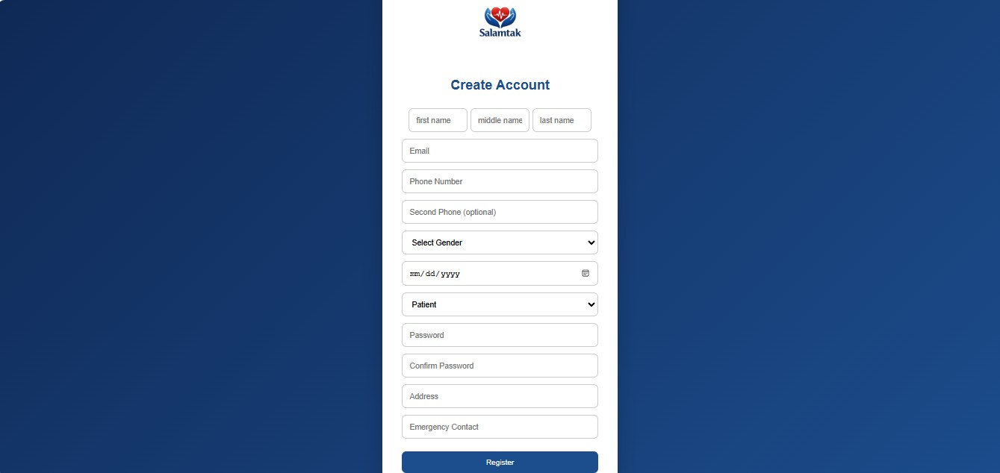 Salamtak
Create Account
first name middle name last name
Email
Phone Number
Second Phone (optional)
Select Gender
mm/dd/yyyy
Patient
Password
Confirm Password
Address
Emergency Contact
Register